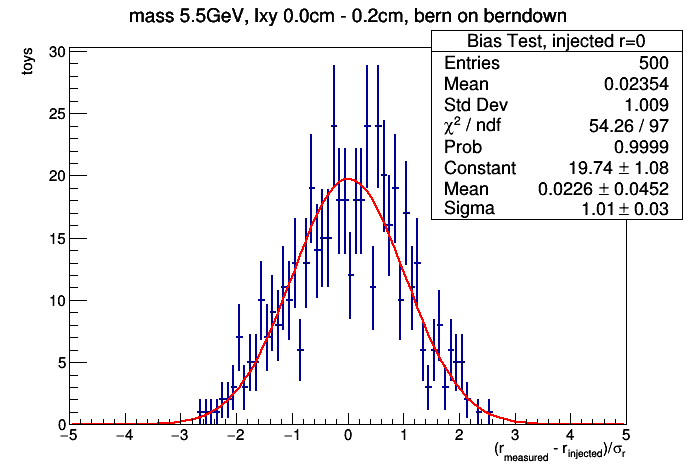 mass 5.5GeV, lxy 0.0cm - 0.2cm, bern on berndown
Bias Test, injected r=0
Entries 500
Mean 0.02354
Std Dev 1.009
χ² / ndf 54.26 / 97
Prob 0.9999
Constant 19.74 ± 1.08
Mean 0.0226 ± 0.0452
Sigma 1.01 ± 0.03
toys
30
25
20
15
10
5
0
−5 −4 −3 −2 −1 0 1 2 3 4 5
(r_measured - r_injected)/σ_r